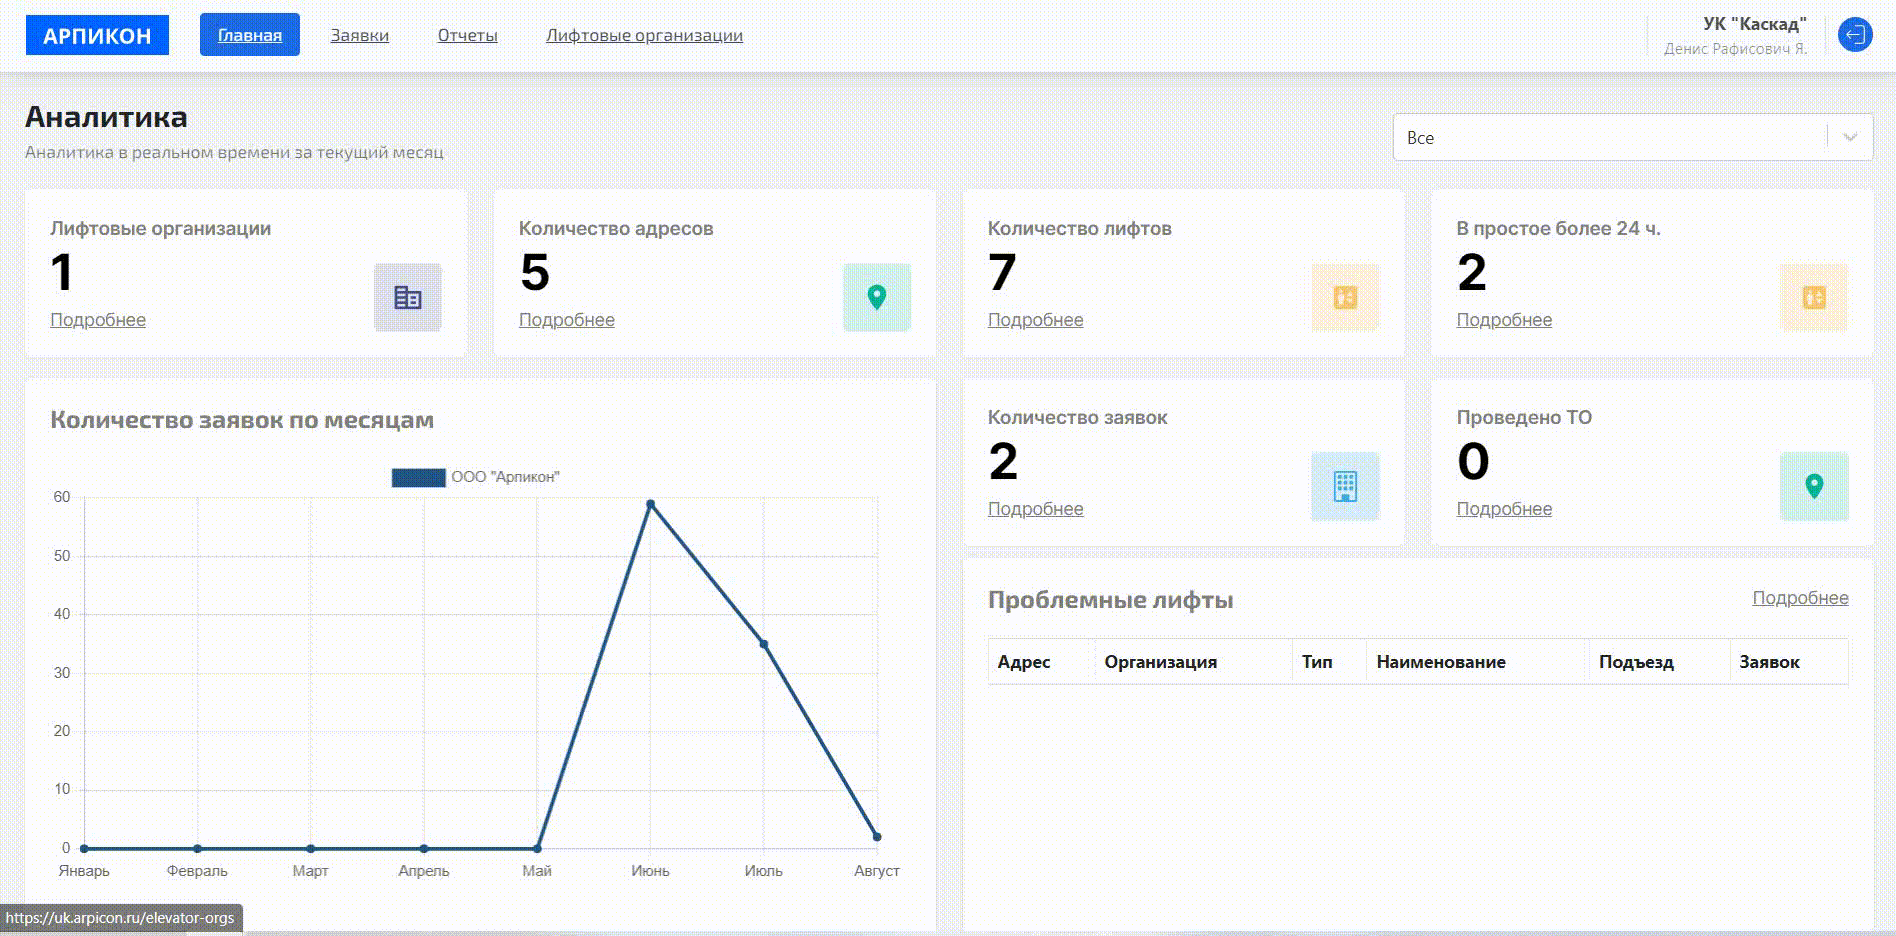 АРПИКОН
Главная
Заявки
Отчеты
Лифтовые организации
УК "Каскад"
Денис Рафисович Я.
Аналитика
Аналитика в реальном времени за текущий месяц
Все
Лифтовые организации
1
Подробнее
Количество адресов
5
Подробнее
Количество лифтов
7
Подробнее
В простое более 24 ч.
2
Подробнее
Количество заявок по месяцам
ООО "Арпикон"
60
50
40
30
20
10
0
Январь Февраль Март Апрель Май Июнь Июль Август
Количество заявок
2
Подробнее
Проведено ТО
0
Подробнее
Проблемные лифты
Подробнее
Адрес Организация Тип Наименование Подъезд Заявок
https://uk.arpicon.ru/elevator-orgs